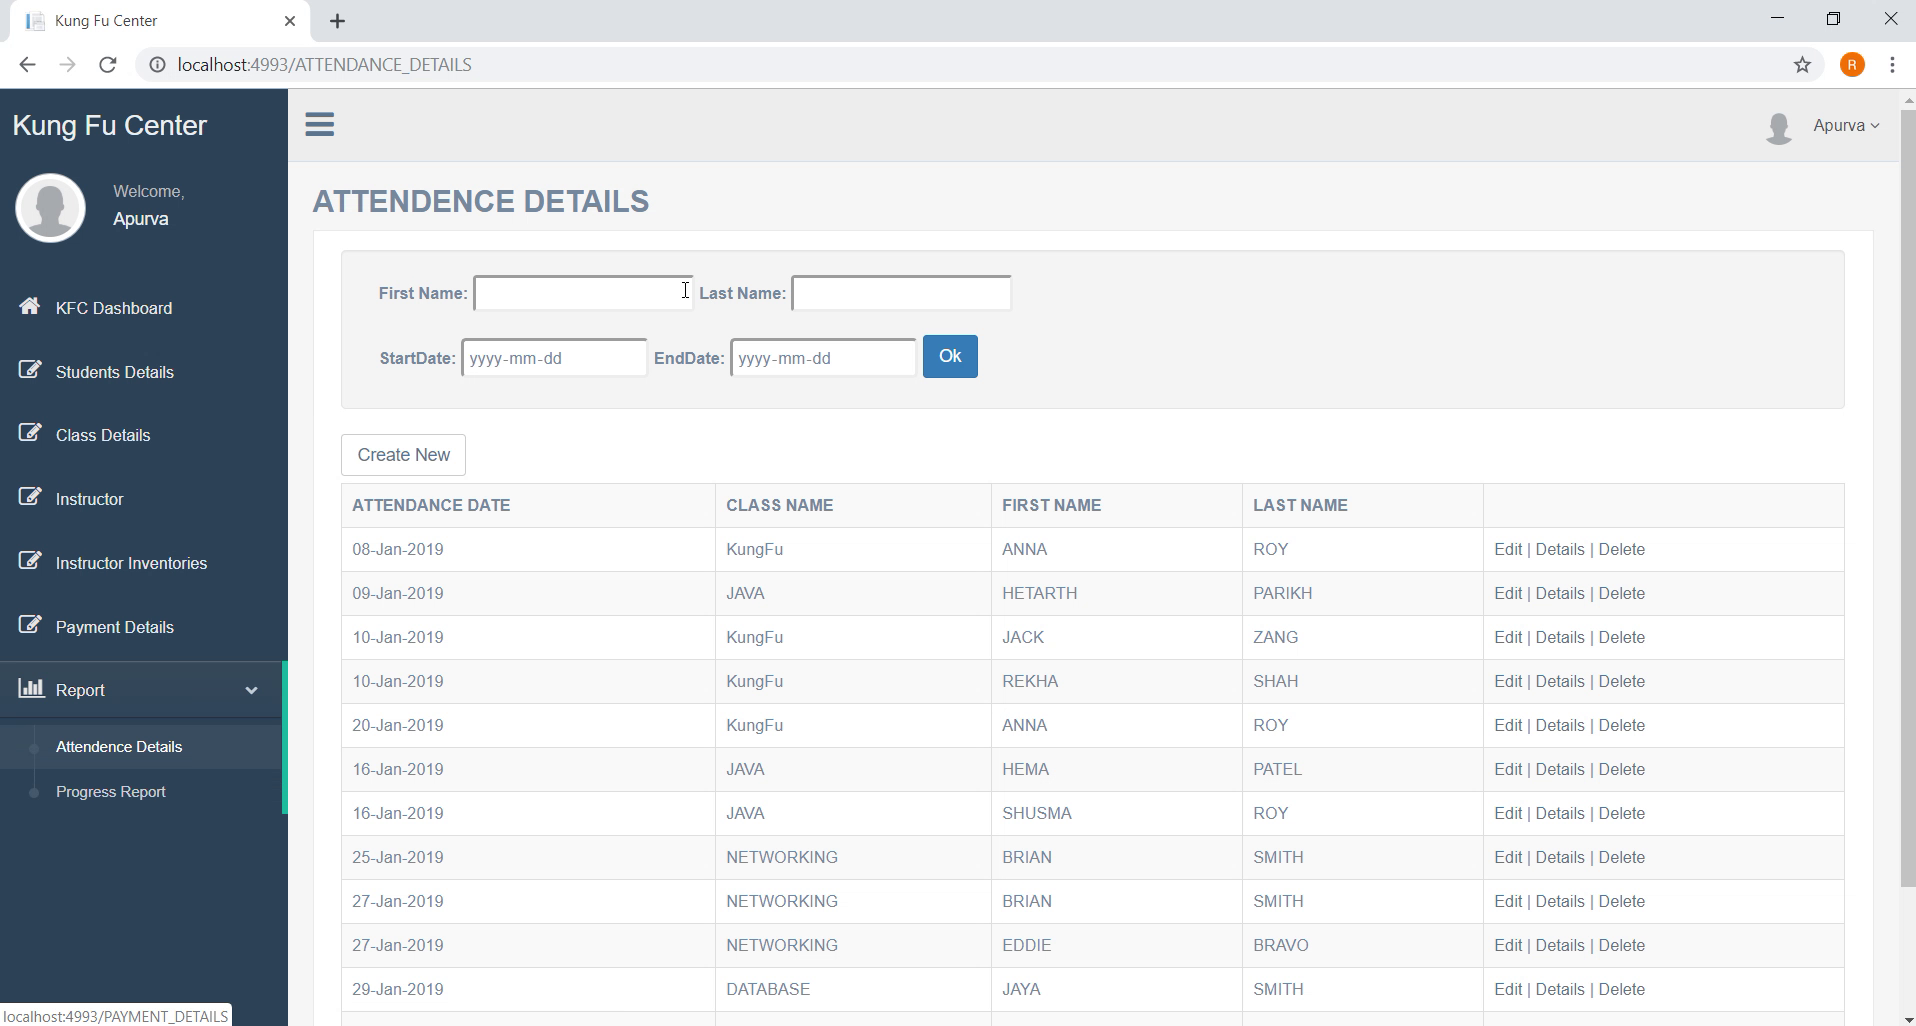 Kung Fu Center
localhost:4993/ATTENDANCE_DETAILS
R
Kung Fu Center
Apurva
Welcome,
Apurva
KFC Dashboard
Students Details
Class Details
Instructor
Instructor Inventories
Payment Details
Report
Attendence Details
Progress Report
localhost:4993/PAYMENT_DETAILS
ATTENDENCE DETAILS
First Name: Last Name:
StartDate: yyyy-mm-dd EndDate: yyyy-mm-dd Ok
Create New
ATTENDANCE DATE CLASS NAME FIRST NAME LAST NAME
08-Jan-2019 KungFu ANNA ROY Edit | Details | Delete
09-Jan-2019 JAVA HETARTH PARIKH Edit | Details | Delete
10-Jan-2019 KungFu JACK ZANG Edit | Details | Delete
10-Jan-2019 KungFu REKHA SHAH Edit | Details | Delete
20-Jan-2019 KungFu ANNA ROY Edit | Details | Delete
16-Jan-2019 JAVA HEMA PATEL Edit | Details | Delete
16-Jan-2019 JAVA SHUSMA ROY Edit | Details | Delete
25-Jan-2019 NETWORKING BRIAN SMITH Edit | Details | Delete
27-Jan-2019 NETWORKING BRIAN SMITH Edit | Details | Delete
27-Jan-2019 NETWORKING EDDIE BRAVO Edit | Details | Delete
29-Jan-2019 DATABASE JAYA SMITH Edit | Details | Delete